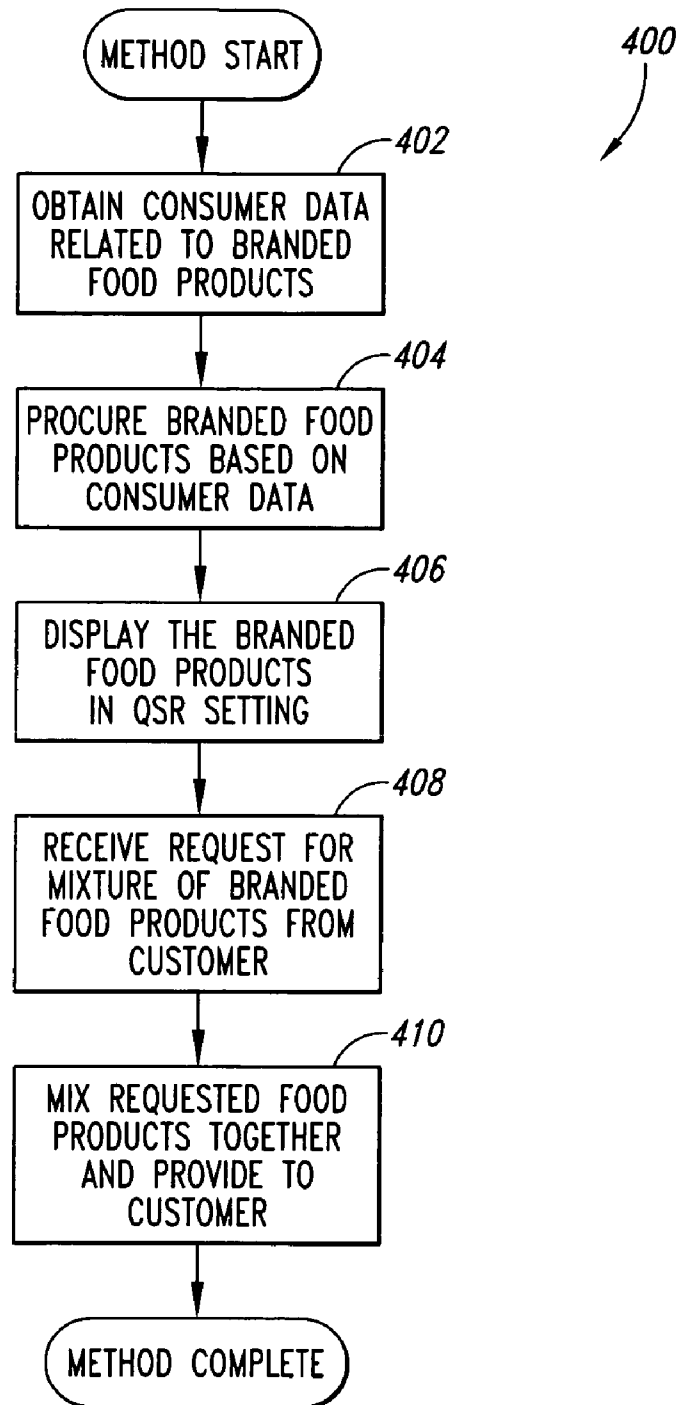 METHOD START
400
402
OBTAIN CONSUMER DATA
RELATED TO BRANDED
FOOD PRODUCTS
404
PROCURE BRANDED FOOD
PRODUCTS BASED ON
CONSUMER DATA
406
DISPLAY THE BRANDED
FOOD PRODUCTS
IN QSR SETTING
408
RECEIVE REQUEST FOR
MIXTURE OF BRANDED
FOOD PRODUCTS FROM
CUSTOMER
410
MIX REQUESTED FOOD
PRODUCTS TOGETHER
AND PROVIDE TO
CUSTOMER
METHOD COMPLETE